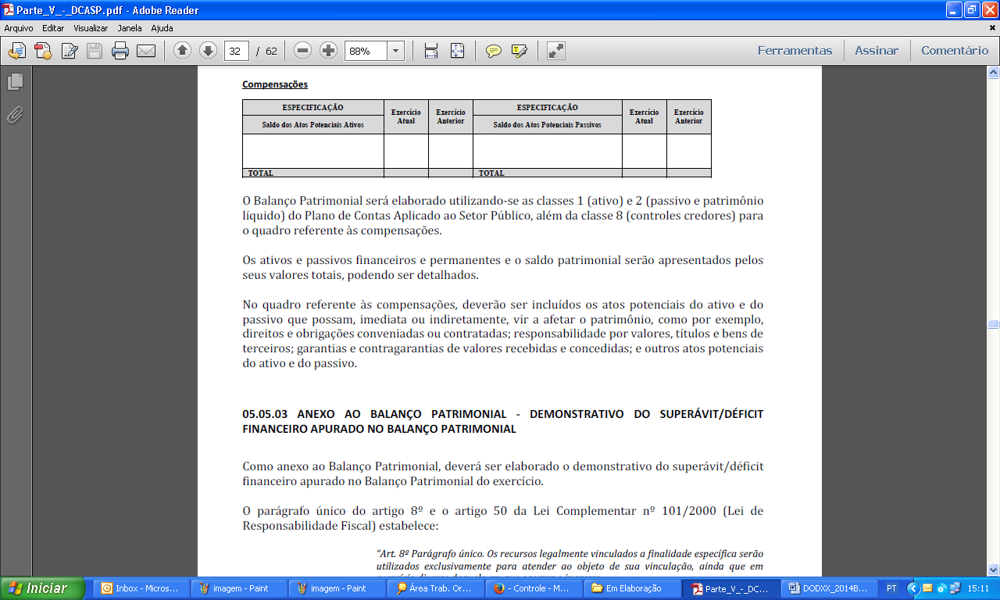 Parte_V_-_DCASP.pdf - Adobe Reader
Arquivo Editar Visualizar Janela Ajuda
32 / 62 88% Ferramentas Assinar Comentário
Compensações
ESPECIFICAÇÃO Exercício Atual Exercício Anterior ESPECIFICAÇÃO Exercício Atual Exercício Anterior
Saldo dos Atos Potenciais Ativos Saldo dos Atos Potenciais Passivos
TOTAL TOTAL
O Balanço Patrimonial será elaborado utilizando-se as classes 1 (ativo) e 2 (passivo e patrimônio
líquido) do Plano de Contas Aplicado ao Setor Público, além da classe 8 (controles credores) para
o quadro referente às compensações.
Os ativos e passivos financeiros e permanentes e o saldo patrimonial serão apresentados pelos
seus valores totais, podendo ser detalhados.
No quadro referente às compensações, deverão ser incluídos os atos potenciais do ativo e do
passivo que possam, imediata ou indiretamente, vir a afetar o patrimônio, como por exemplo,
direitos e obrigações conveniadas ou contratadas; responsabilidade por valores, títulos e bens de
terceiros; garantias e contragarantias de valores recebidas e concedidas; e outros atos potenciais
do ativo e do passivo.
05.05.03 ANEXO AO BALANÇO PATRIMONIAL - DEMONSTRATIVO DO SUPERÁVIT/DÉFICIT
FINANCEIRO APURADO NO BALANÇO PATRIMONIAL
Como anexo ao Balanço Patrimonial, deverá ser elaborado o demonstrativo do superávit/déficit
financeiro apurado no Balanço Patrimonial do exercício.
O parágrafo único do artigo 8º e o artigo 50 da Lei Complementar nº 101/2000 (Lei de
Responsabilidade Fiscal) estabelece:
“Art. 8º Parágrafo único. Os recursos legalmente vinculados a finalidade específica serão
utilizados exclusivamente para atender ao objeto de sua vinculação, ainda que em
Iniciar Inbox - Micros... imagem - Paint imagem - Paint Área Trab. Or... - Controle - M... Em Elaboração Parte_V_-_DC... DODXX_2014B... PT 15:11